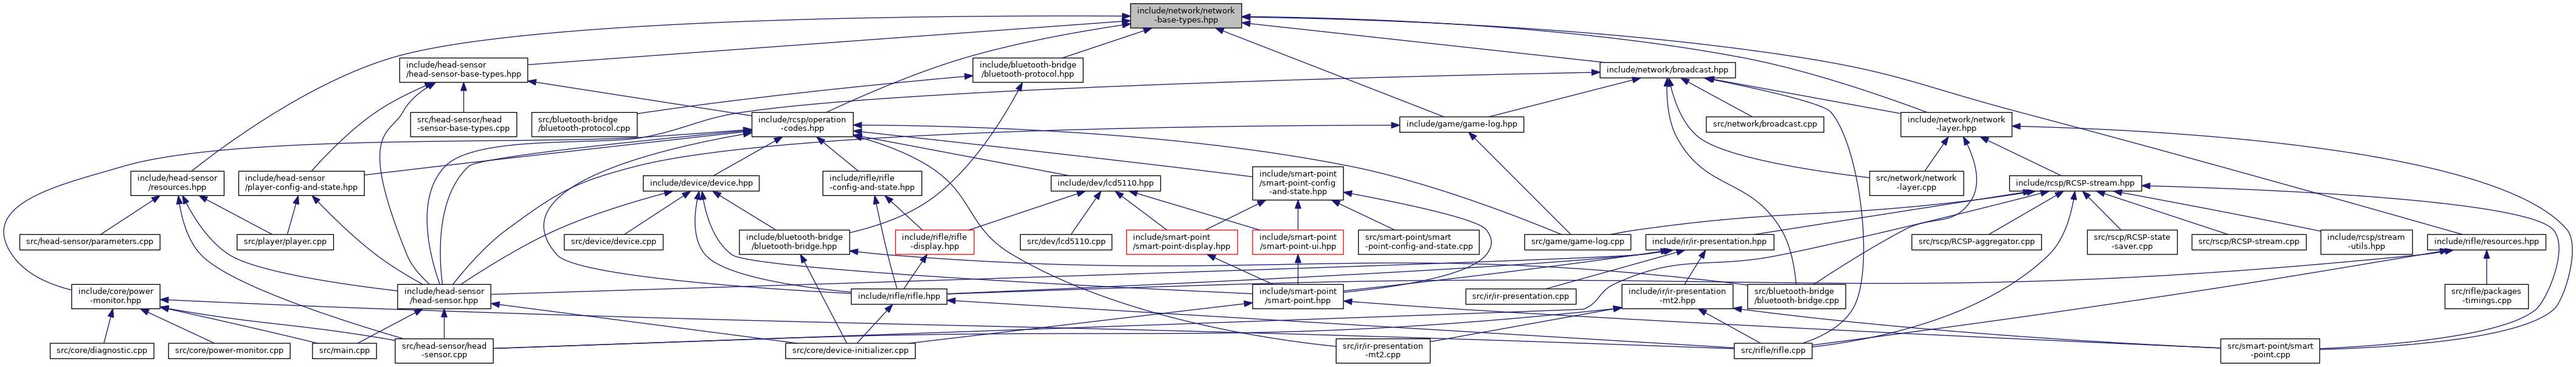 include/network/network
-base-types.hpp
include/head-sensor
/head-sensor-base-types.hpp
include/bluetooth-bridge
/bluetooth-protocol.hpp
include/network/broadcast.hpp
src/head-sensor/head
-sensor-base-types.cpp
src/bluetooth-bridge
/bluetooth-protocol.cpp
include/rcsp/operation
-codes.hpp
include/game/game-log.hpp
src/network/broadcast.cpp
include/network/network
-layer.hpp
include/head-sensor
/resources.hpp
include/head-sensor
/player-config-and-state.hpp
include/device/device.hpp
include/rifle/rifle
-config-and-state.hpp
include/dev/lcd5110.hpp
include/smart-point
/smart-point-config
-and-state.hpp
src/network/network
-layer.cpp
include/rcsp/RCSP-stream.hpp
src/head-sensor/parameters.cpp
src/player/player.cpp
src/device/device.cpp
include/bluetooth-bridge
/bluetooth-bridge.hpp
include/rifle/rifle
-display.hpp
src/dev/lcd5110.cpp
include/smart-point
/smart-point-display.hpp
include/smart-point
/smart-point-ui.hpp
src/smart-point/smart
-point-config-and-state.cpp
src/game/game-log.cpp
include/ir/ir-presentation.hpp
src/rscp/RCSP-aggregator.cpp
src/rscp/RCSP-state
-saver.cpp
src/rscp/RCSP-stream.cpp
include/rcsp/stream
-utils.hpp
include/rifle/resources.hpp
include/core/power
-monitor.hpp
include/head-sensor
/head-sensor.hpp
include/rifle/rifle.hpp
include/smart-point
/smart-point.hpp
src/ir/ir-presentation.cpp
include/ir/ir-presentation
-mt2.hpp
src/bluetooth-bridge
/bluetooth-bridge.cpp
src/rifle/packages
-timings.cpp
src/core/diagnostic.cpp
src/core/power-monitor.cpp
src/main.cpp
src/head-sensor/head
-sensor.cpp
src/core/device-initializer.cpp
src/ir/ir-presentation
-mt2.cpp
src/rifle/rifle.cpp
src/smart-point/smart
-point.cpp